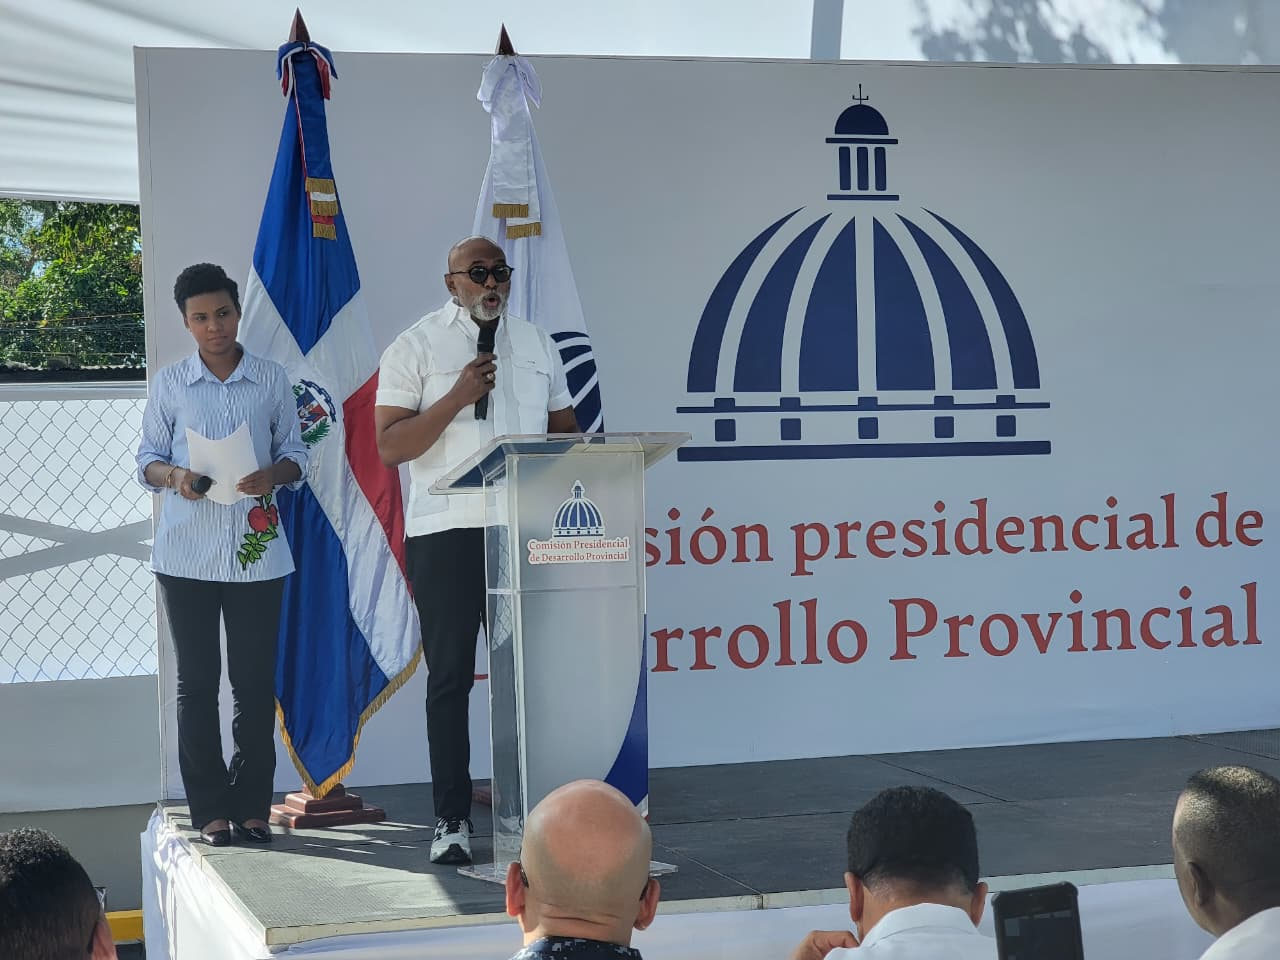 sión presidencial de
rrollo Provincial
Comisión Presidencial
de Desarrollo Provincial